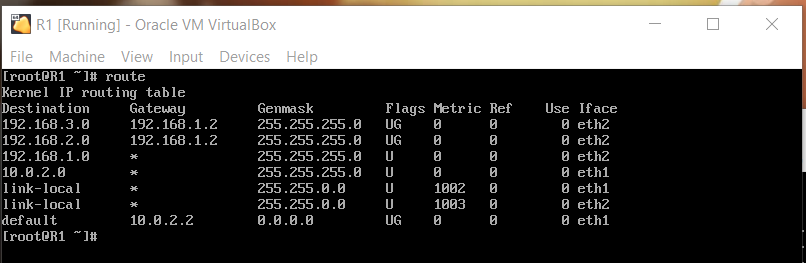 R1 [Running] - Oracle VM VirtualBox
File Machine View Input Devices Help
[root@R1 ~]# route
Kernel IP routing table
Destination Gateway Genmask Flags Metric Ref Use Iface
192.168.3.0 192.168.1.2 255.255.255.0 UG 0 0 0 eth2
192.168.2.0 192.168.1.2 255.255.255.0 UG 0 0 0 eth2
192.168.1.0 * 255.255.255.0 U 0 0 0 eth2
10.0.2.0 * 255.255.255.0 U 0 0 0 eth1
link-local * 255.255.0.0 U 1002 0 0 eth1
link-local * 255.255.0.0 U 1003 0 0 eth2
default 10.0.2.2 0.0.0.0 UG 0 0 0 eth1
[root@R1 ~]#